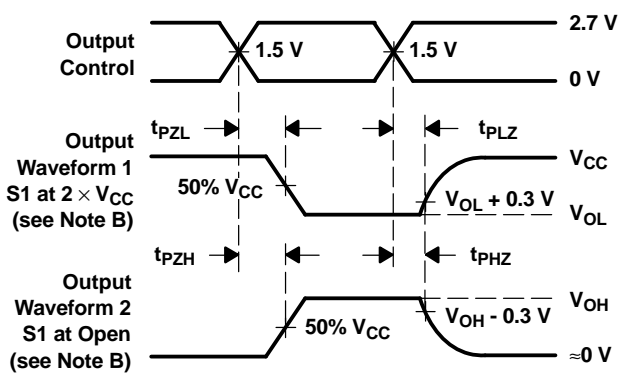 Output
Control
1.5 V
1.5 V
2.7 V
0 V
Output
Waveform 1
S1 at 2 × VCC
(see Note B)
tPZL
tPLZ
50% VCC
VCC
VOL + 0.3 V
VOL
Output
Waveform 2
S1 at Open
(see Note B)
tPZH
tPHZ
50% VCC
VOH
VOH - 0.3 V
≈0 V